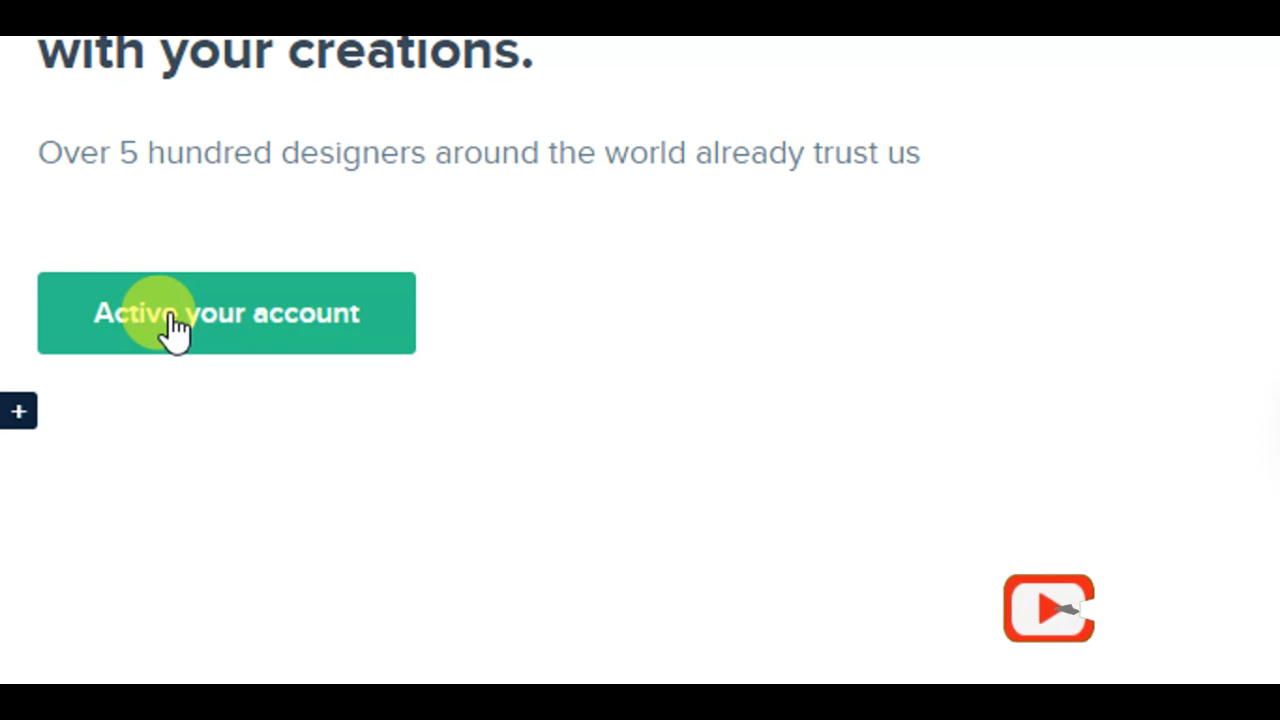 with your creations.
Over 5 hundred designers around the world already trust us
Active your account
+